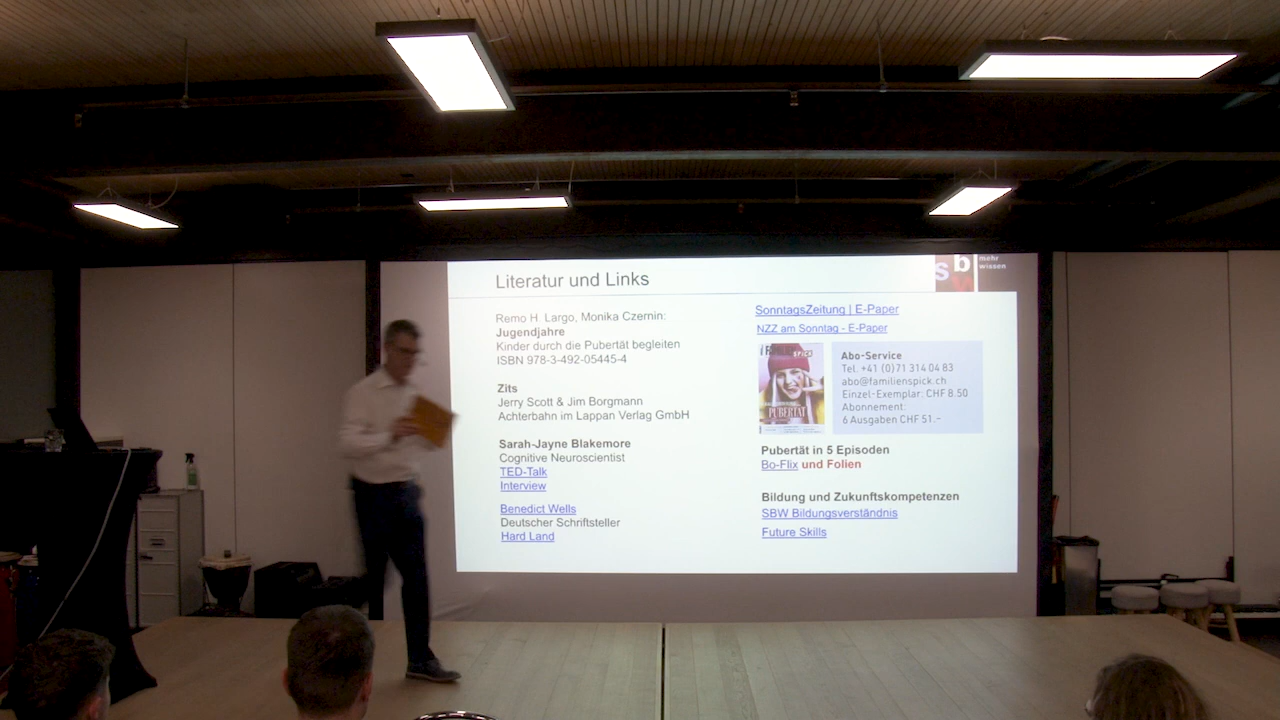 Literatur und Links
sb
mehr
wissen
Remo H. Largo, Monika Czernin:
Jugendjahre
Kinder durch die Pubertät begleiten
ISBN 978-3-492-05445-4
Zits
Jerry Scott & Jim Borgmann
Achterbahn im Lappan Verlag GmbH
Sarah-Jayne Blakemore
Cognitive Neuroscientist
TED-Talk
Interview
Benedict Wells
Deutscher Schriftsteller
Hard Land
SonntagsZeitung | E-Paper
NZZ am Sonntag - E-Paper
SPICK
PUBERTÄT
Abo-Service
Tel. +41 (0)71 314 04 83
abo@familienspick.ch
Einzel-Exemplar: CHF 8.50
Abonnement:
6 Ausgaben CHF 51.–
Pubertät in 5 Episoden
Bo-Flix und Folien
Bildung und Zukunftskompetenzen
SBW Bildungsverständnis
Future Skills